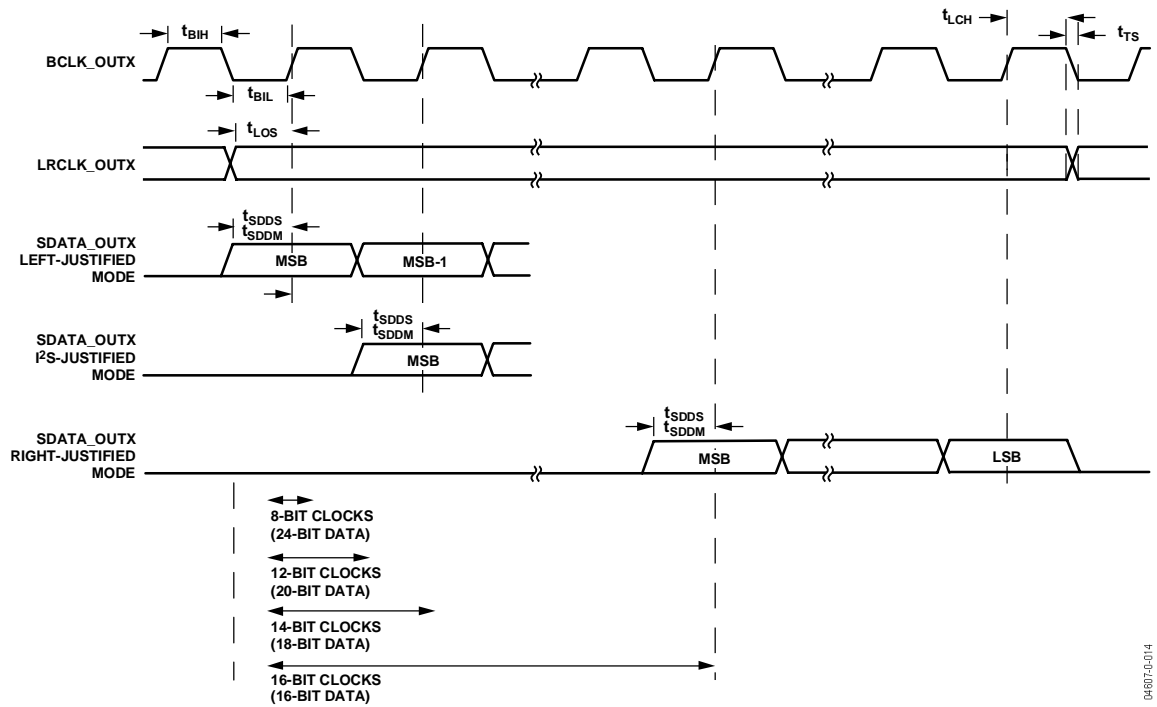 tBIH
tLCH
tTS
BCLK_OUTX
tBIL
tLOS
LRCLK_OUTX
tSDDS
tSDDM
SDATA_OUTX
LEFT-JUSTIFIED
MODE
MSB
MSB-1
SDATA_OUTX
I²S-JUSTIFIED
MODE
tSDDS
tSDDM
MSB
SDATA_OUTX
RIGHT-JUSTIFIED
MODE
tSDDS
tSDDM
MSB
LSB
8-BIT CLOCKS
(24-BIT DATA)
12-BIT CLOCKS
(20-BIT DATA)
14-BIT CLOCKS
(18-BIT DATA)
16-BIT CLOCKS
(16-BIT DATA)
04607-0-014